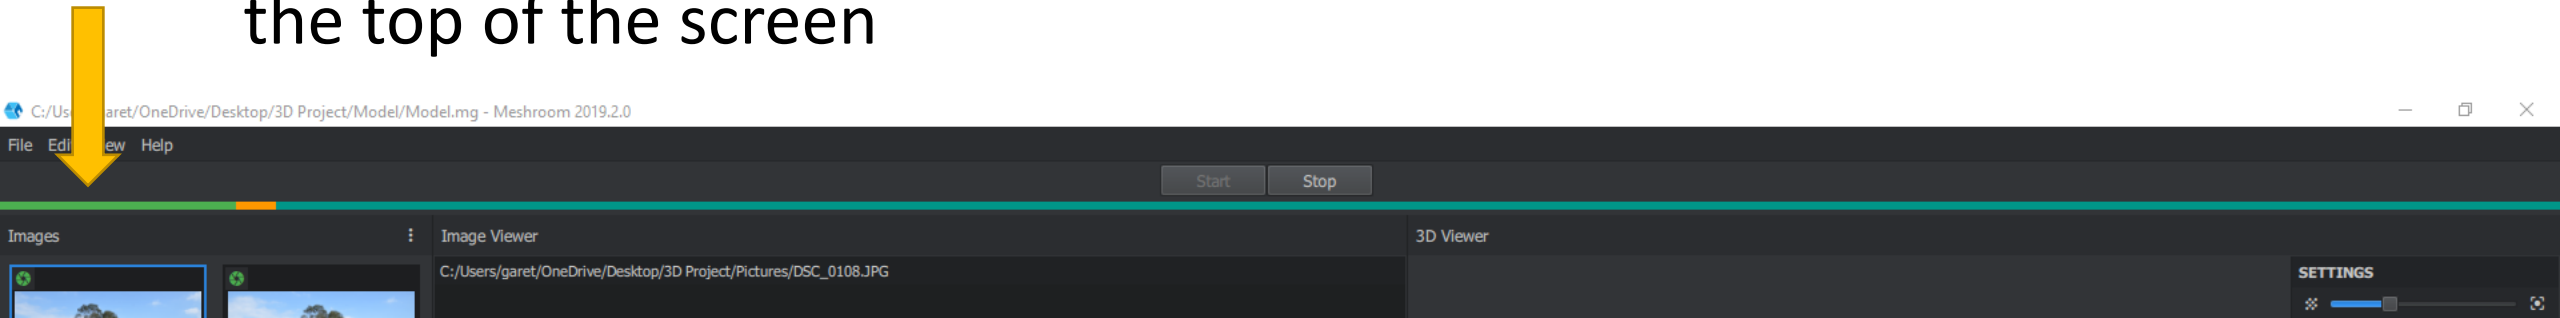 the top of the screen
C:/Us aret/OneDrive/Desktop/3D Project/Model/Model.mg - Meshroom 2019.2.0
File Edi ew Help
Start Stop
Images Image Viewer 3D Viewer
C:/Users/garet/OneDrive/Desktop/3D Project/Pictures/DSC_0108.JPG
SETTINGS